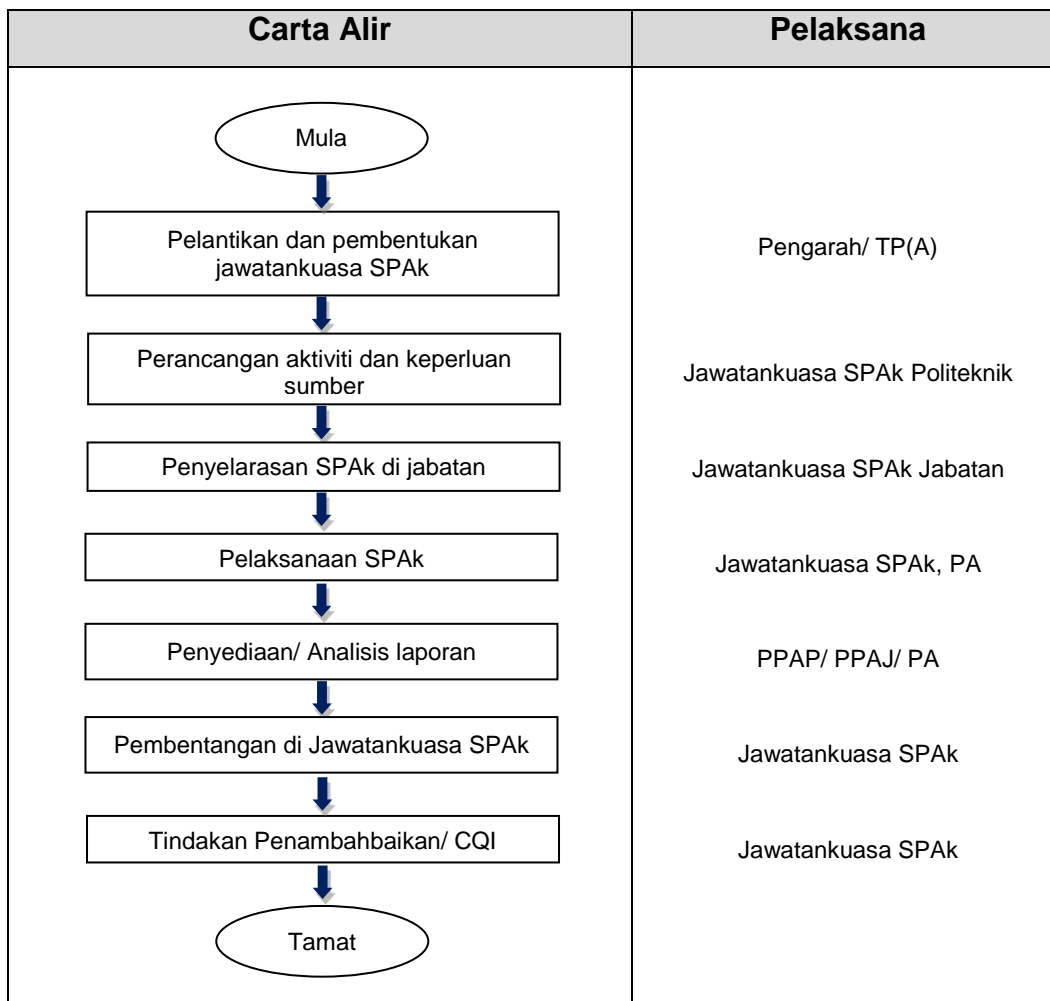 Carta Alir
Pelaksana
Mula
Pelantikan dan pembentukan
jawatankuasa SPAk
Pengarah/ TP(A)
Perancangan aktiviti dan keperluan
sumber
Jawatankuasa SPAk Politeknik
Penyelarasan SPAk di jabatan
Jawatankuasa SPAk Jabatan
Pelaksanaan SPAk
Jawatankuasa SPAk, PA
Penyediaan/ Analisis laporan
PPAP/ PPAJ/ PA
Pembentangan di Jawatankuasa SPAk
Jawatankuasa SPAk
Tindakan Penambahbaikan/ CQI
Jawatankuasa SPAk
Tamat